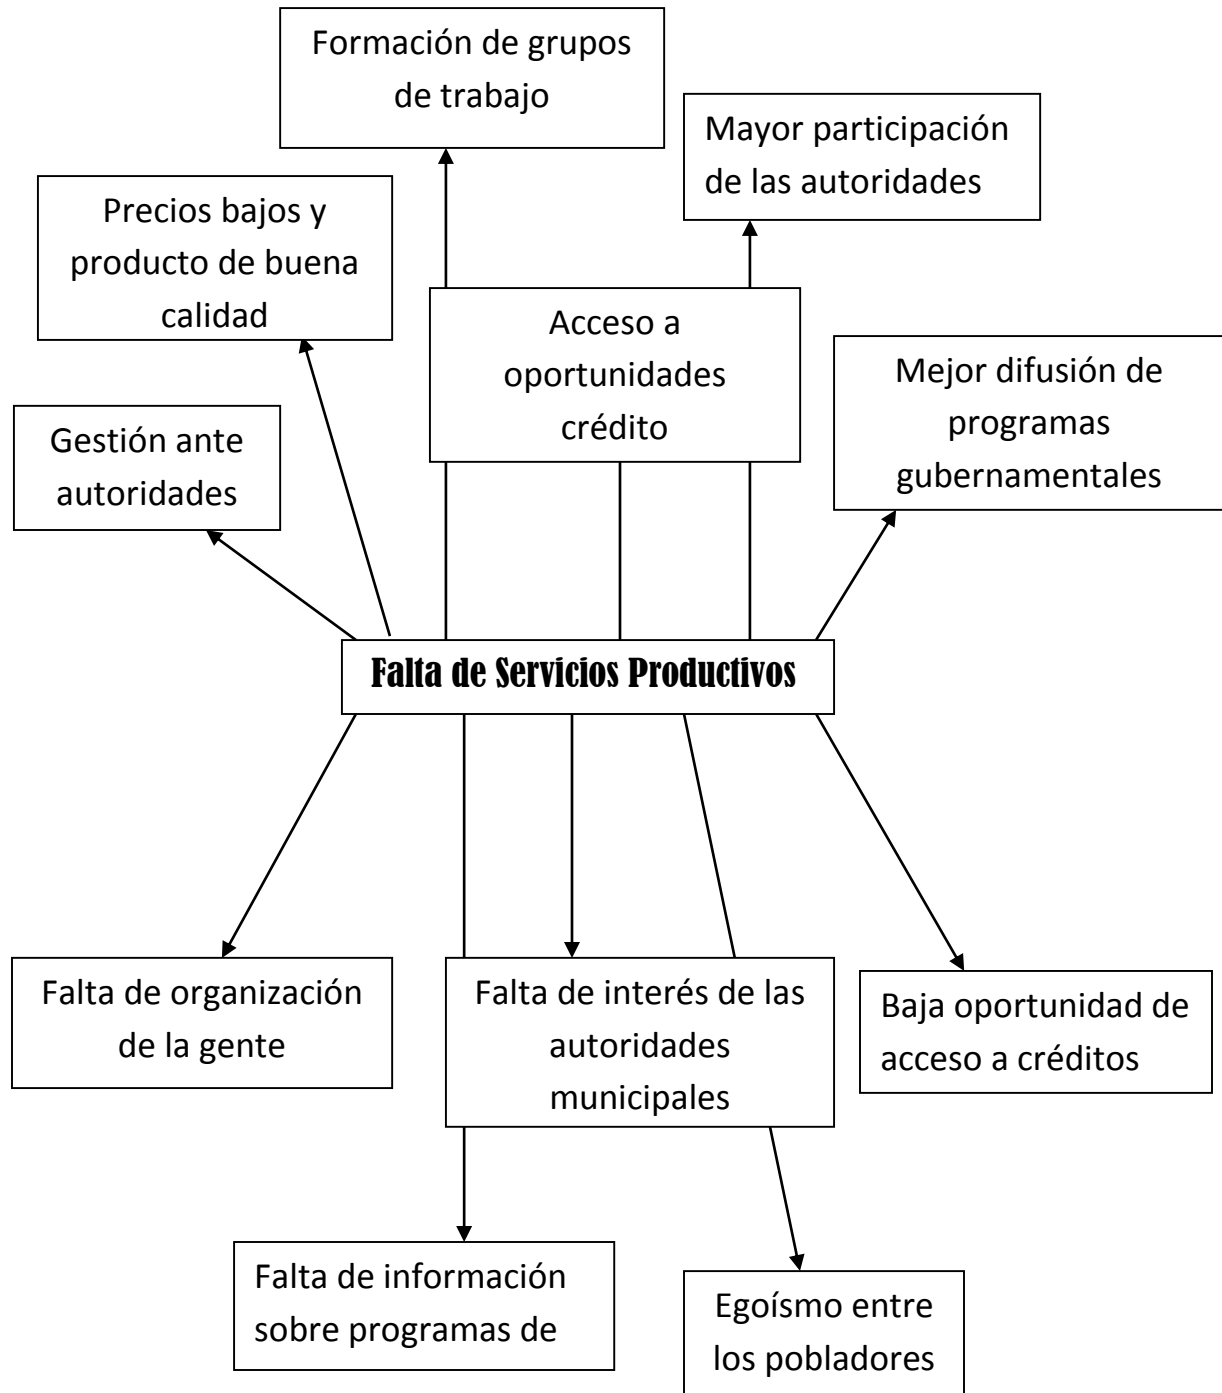 Formación de grupos
de trabajo
Mayor participación
de las autoridades
Precios bajos y
producto de buena
calidad
Acceso a
oportunidades
crédito
Mejor difusión de
programas
gubernamentales
Gestión ante
autoridades
Falta de Servicios Productivos
Falta de organización
de la gente
Falta de interés de las
autoridades
municipales
Baja oportunidad de
acceso a créditos
Falta de información
sobre programas de
Egoísmo entre
los pobladores